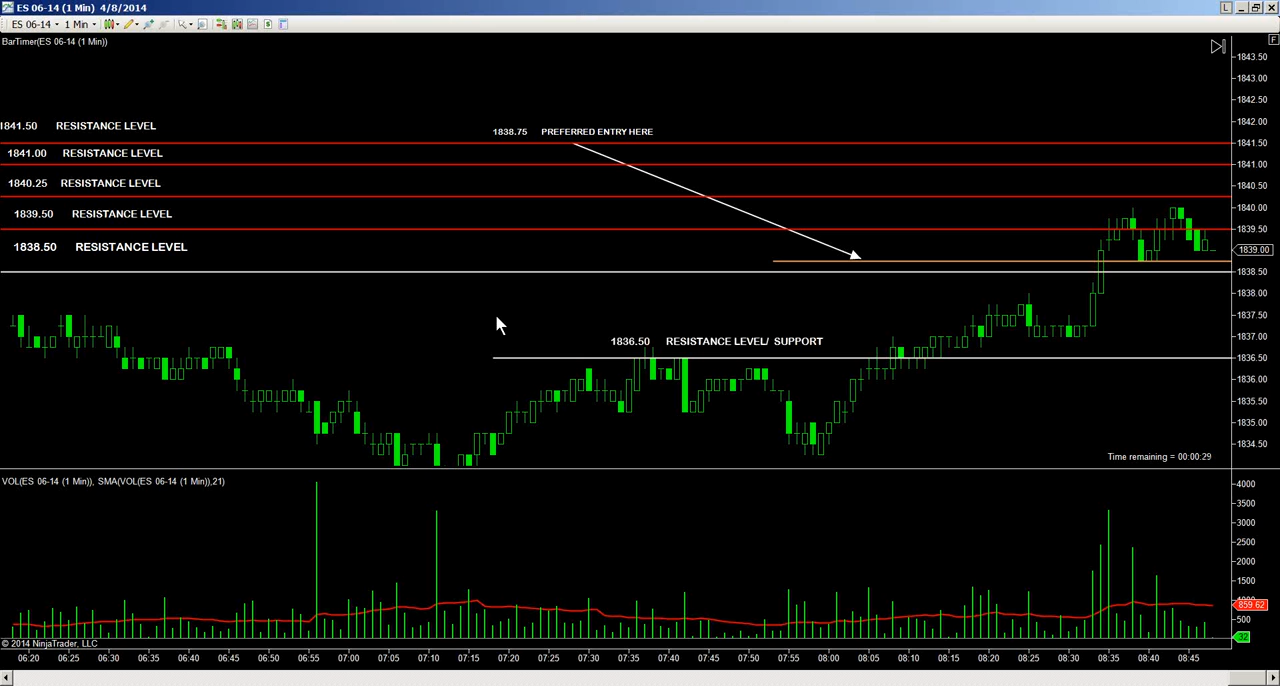 ES 06-14 (1 Min)  4/8/2014
ES 06-14  1 Min
BarTimer(ES 06-14 (1 Min))
F
1843.50
1843.00
1842.50
1842.00
1841.50  RESISTANCE LEVEL
1838.75  PREFERRED ENTRY HERE
1841.50
1841.00  RESISTANCE LEVEL
1841.00
1840.25  RESISTANCE LEVEL
1840.50
1840.00
1839.50  RESISTANCE LEVEL
1839.50
1838.50  RESISTANCE LEVEL
1839.00
1838.50
1838.00
1837.50
1837.00
1836.50  RESISTANCE LEVEL/ SUPPORT
1836.50
1836.00
1835.50
1835.00
1834.50
Time remaining = 00:00:29
VOL(ES 06-14 (1 Min)), SMA(VOL(ES 06-14 (1 Min)),21)
4000
3500
3000
2500
2000
1500
1000
859.62
500
32
© 2014 NinjaTrader, LLC
06:20 06:25 06:30 06:35 06:40 06:45 06:50 06:55 07:00 07:05 07:10 07:15 07:20 07:25 07:30 07:35 07:40 07:45 07:50 07:55 08:00 08:05 08:10 08:15 08:20 08:25 08:30 08:35 08:40 08:45